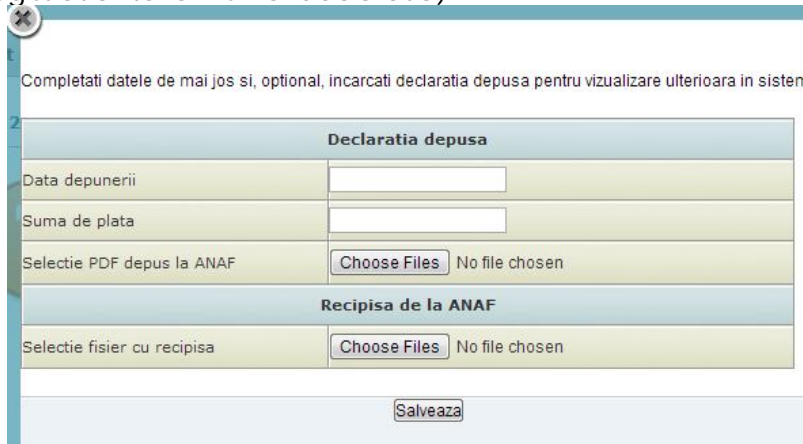 Completati datele de mai jos si, optional, incarcati declaratia depusa pentru vizualizare ulterioara in sistem
Declaratia depusa
Data depunerii
Suma de plata
Selectie PDF depus la ANAF Choose Files No file chosen
Recipisa de la ANAF
Selectie fisier cu recipisa Choose Files No file chosen
Salveaza